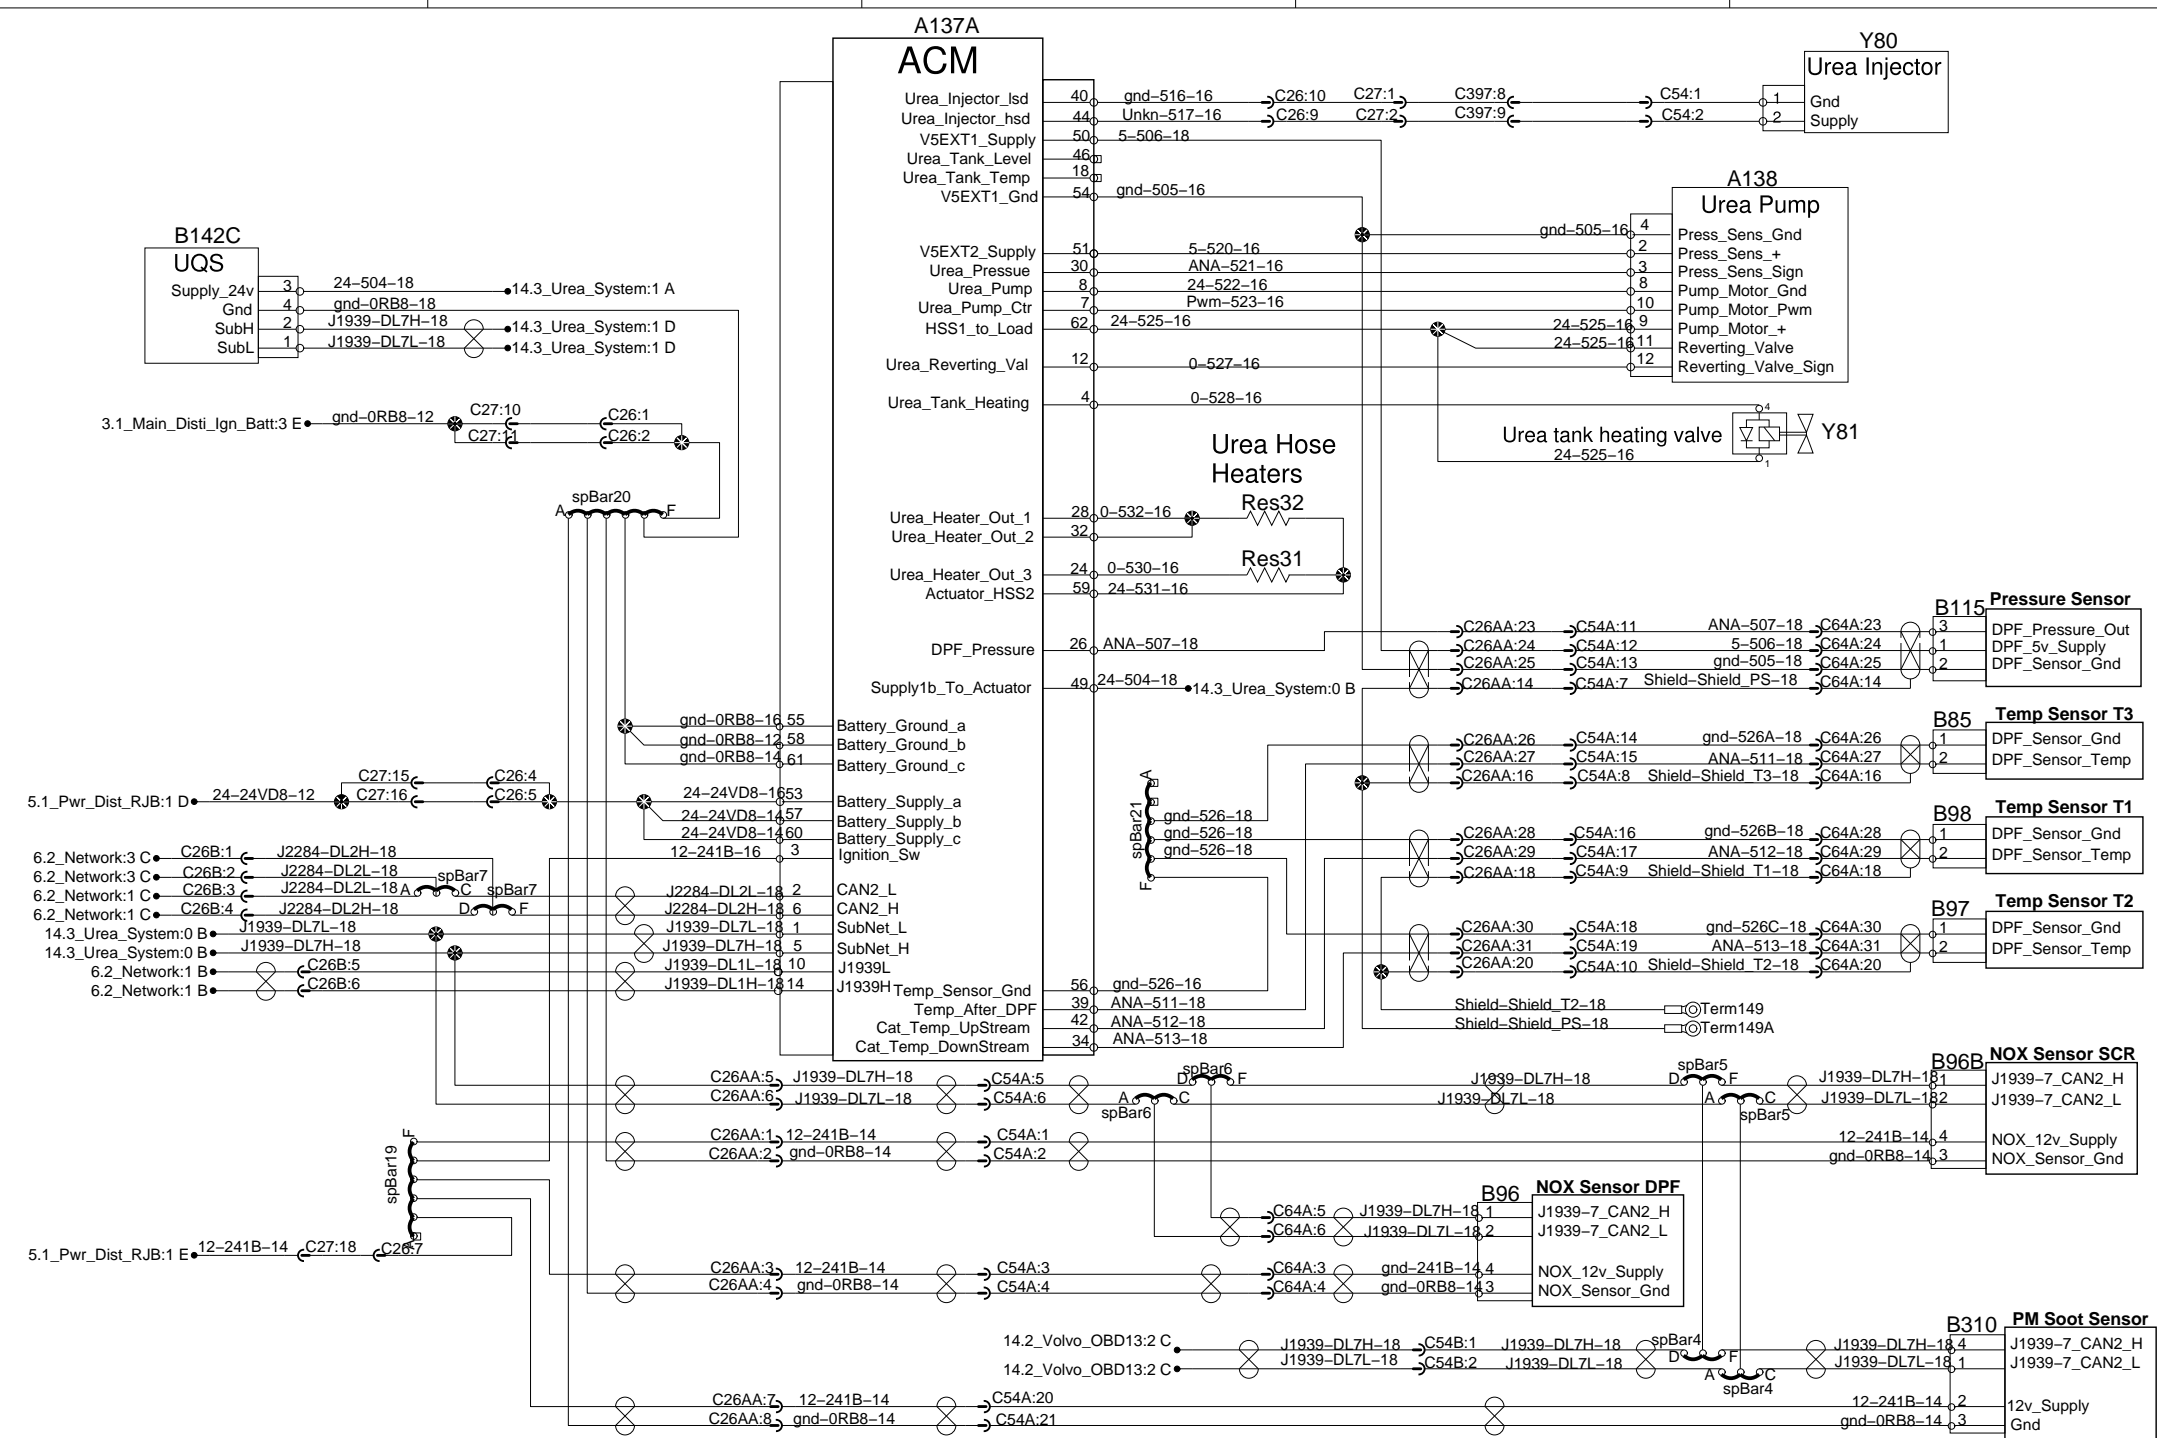 A137A
ACM
Urea_Injector_lsd 40 gnd-516-16 C26:10 C27:1 C397:8 C54:1
Urea_Injector_hsd 44 Unkn-517-16 C26:9 C27:2 C397:9 C54:2
V5EXT1_Supply 50 5-506-18
Urea_Tank_Level 46
Urea_Tank_Temp 18
V5EXT1_Gnd 54 gnd-505-16
V5EXT2_Supply 51 5-520-16
Urea_Pressue 30 ANA-521-16
Urea_Pump 8 24-522-16
Urea_Pump_Ctr 7 Pwm-523-16
HSS1_to_Load 62 24-525-16
Urea_Reverting_Val 12 0-527-16
Urea_Tank_Heating 4 0-528-16
Y80
Urea Injector
1 Gnd
2 Supply
A138
Urea Pump
gnd-505-16 4 Press_Sens_Gnd
2 Press_Sens_+
3 Press_Sens_Sign
8 Pump_Motor_Gnd
10 Pump_Motor_Pwm
24-525-16 9 Pump_Motor_+
24-525-16 11 Reverting_Valve
12 Reverting_Valve_Sign
4
Urea tank heating valve Y81
24-525-16
1
B142C
UQS
Supply_24v 3 24-504-18 14.3_Urea_System:1 A
Gnd 4 gnd-0RB8-18
SubH 2 J1939-DL7H-18 14.3_Urea_System:1 D
SubL 1 J1939-DL7L-18 14.3_Urea_System:1 D
3.1_Main_Disti_Ign_Batt:3 E gnd-0RB8-12 C27:10 C26:1
C27:11 C26:2
spBar20
A F
Urea Hose
Heaters
Res32
Urea_Heater_Out_1 28 0-532-16
Urea_Heater_Out_2 32
Res31
Urea_Heater_Out_3 24 0-530-16
Actuator_HSS2 59 24-531-16
DPF_Pressure 26 ANA-507-18
Supply1b_To_Actuator 49 24-504-18 14.3_Urea_System:0 B
B115 Pressure Sensor
C26AA:23 C54A:11 ANA-507-18 C64A:23 3 DPF_Pressure_Out
C26AA:24 C54A:12 5-506-18 C64A:24 1 DPF_5v_Supply
C26AA:25 C54A:13 gnd-505-18 C64A:25 2 DPF_Sensor_Gnd
C26AA:14 C54A:7 Shield-Shield_PS-18 C64A:14
gnd-0RB8-16 55 Battery_Ground_a
gnd-0RB8-12 58 Battery_Ground_b
gnd-0RB8-14 61 Battery_Ground_c
B85 Temp Sensor T3
C26AA:26 C54A:14 gnd-526A-18 C64A:26 1 DPF_Sensor_Gnd
C26AA:27 C54A:15 ANA-511-18 C64A:27 2 DPF_Sensor_Temp
C26AA:16 C54A:8 Shield-Shield_T3-18 C64A:16
C27:15 C26:4
5.1_Pwr_Dist_RJB:1 D 24-24VD8-12 C27:16 C26:5
24-24VD8-16 53 Battery_Supply_a
24-24VD8-14 57 Battery_Supply_b
24-24VD8-14 60 Battery_Supply_c
12-241B-16 3 Ignition_Sw
A
spBar21
F
gnd-526-18
gnd-526-18
gnd-526-18
B98 Temp Sensor T1
C26AA:28 C54A:16 gnd-526B-18 C64A:28 1 DPF_Sensor_Gnd
C26AA:29 C54A:17 ANA-512-18 C64A:29 2 DPF_Sensor_Temp
C26AA:18 C54A:9 Shield-Shield_T1-18 C64A:18
6.2_Network:3 C C26B:1 J2284-DL2H-18
6.2_Network:3 C C26B:2 J2284-DL2L-18 spBar7
6.2_Network:1 C C26B:3 J2284-DL2L-18 A C spBar7
6.2_Network:1 C C26B:4 J2284-DL2H-18 D F
14.3_Urea_System:0 B J1939-DL7L-18
14.3_Urea_System:0 B J1939-DL7H-18
6.2_Network:1 B C26B:5
6.2_Network:1 B C26B:6
J2284-DL2L-18 2 CAN2_L
J2284-DL2H-18 6 CAN2_H
J1939-DL7L-18 1 SubNet_L
J1939-DL7H-18 5 SubNet_H
J1939-DL1L-18 10 J1939L
J1939-DL1H-18 14 J1939H
Temp_Sensor_Gnd 56 gnd-526-16
Temp_After_DPF 39 ANA-511-18
Cat_Temp_UpStream 42 ANA-512-18
Cat_Temp_DownStream 34 ANA-513-18
B97 Temp Sensor T2
C26AA:30 C54A:18 gnd-526C-18 C64A:30 1 DPF_Sensor_Gnd
C26AA:31 C54A:19 ANA-513-18 C64A:31 2 DPF_Sensor_Temp
C26AA:20 C54A:10 Shield-Shield_T2-18 C64A:20
Shield-Shield_T2-18 Term149
Shield-Shield_PS-18 Term149A
B96B NOX Sensor SCR
C26AA:5 J1939-DL7H-18 C54A:5 D spBar6 F J1939-DL7H-18 D spBar5 F J1939-DL7H-18 1 J1939-7_CAN2_H
C26AA:6 J1939-DL7L-18 C54A:6 A C spBar6 J1939-DL7L-18 A C spBar5 J1939-DL7L-18 2 J1939-7_CAN2_L
C26AA:1 12-241B-14 C54A:1 12-241B-14 4 NOX_12v_Supply
C26AA:2 gnd-0RB8-14 C54A:2 gnd-0RB8-14 3 NOX_Sensor_Gnd
F
spBar19
A
5.1_Pwr_Dist_RJB:1 E 12-241B-14 C27:18 C26:7
B96 NOX Sensor DPF
C64A:5 J1939-DL7H-18 1 J1939-7_CAN2_H
C64A:6 J1939-DL7L-18 2 J1939-7_CAN2_L
C26AA:3 12-241B-14 C54A:3 C64A:3 gnd-241B-14 4 NOX_12v_Supply
C26AA:4 gnd-0RB8-14 C54A:4 C64A:4 gnd-0RB8-14 3 NOX_Sensor_Gnd
B310 PM Soot Sensor
14.2_Volvo_OBD13:2 C J1939-DL7H-18 C54B:1 J1939-DL7H-18 spBar4 D F J1939-DL7H-18 4 J1939-7_CAN2_H
14.2_Volvo_OBD13:2 C J1939-DL7L-18 C54B:2 J1939-DL7L-18 A C spBar4 J1939-DL7L-18 1 J1939-7_CAN2_L
C26AA:7 12-241B-14 C54A:20 12-241B-14 2 12v_Supply
C26AA:8 gnd-0RB8-14 C54A:21 gnd-0RB8-14 3 Gnd